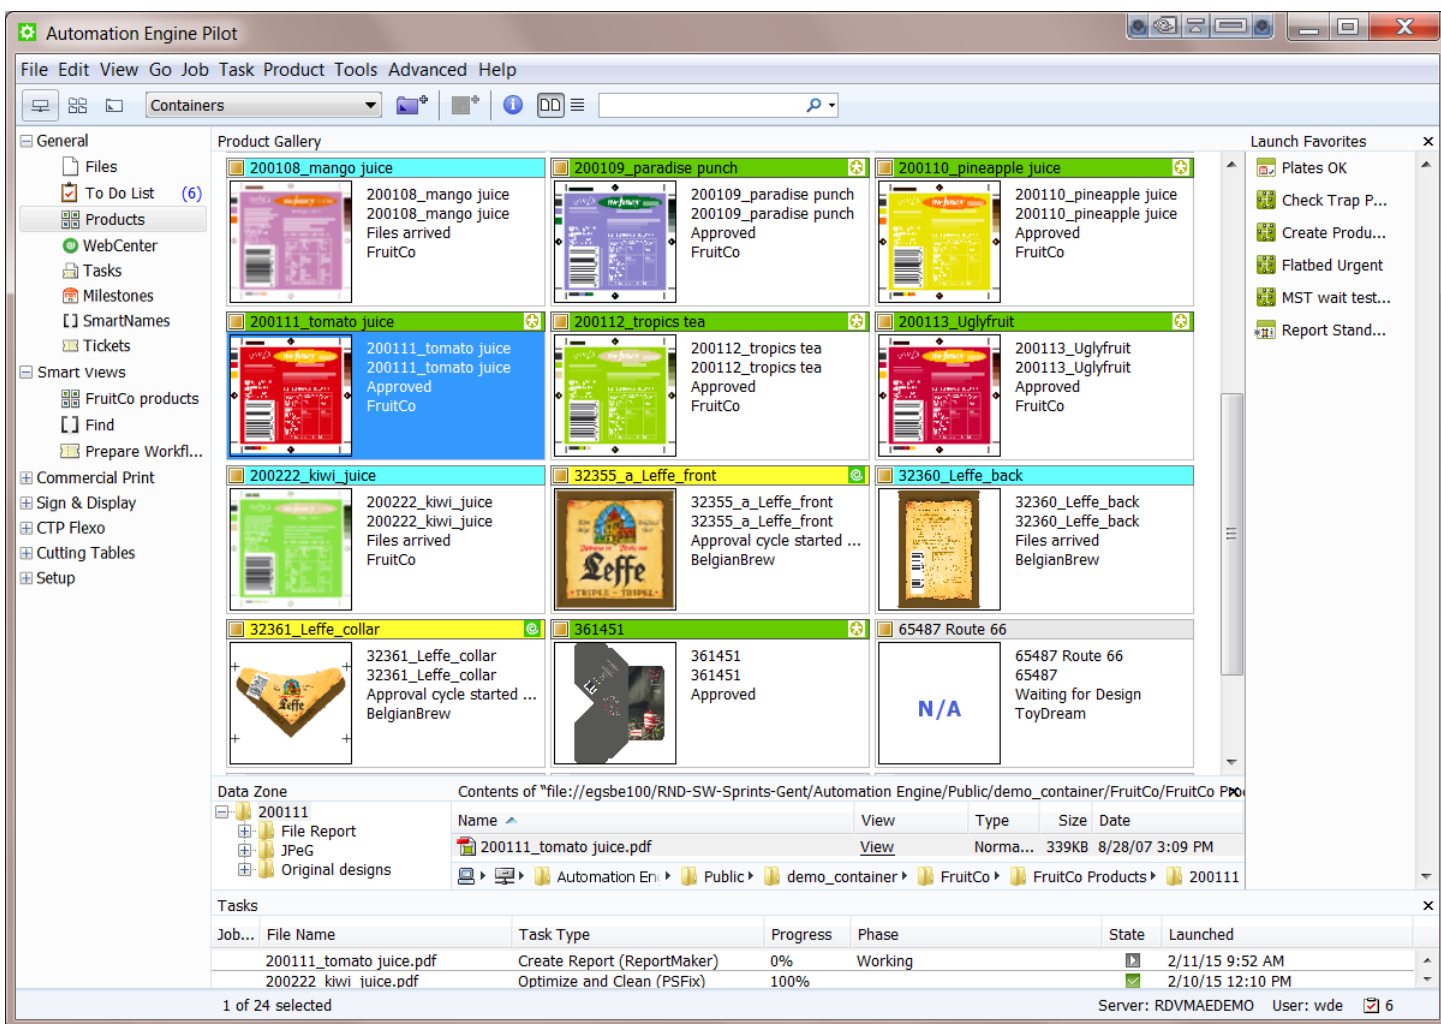 Automation Engine Pilot
File Edit View Go Job Task Product Tools Advanced Help
Containers
General
Files
To Do List (6)
Products
WebCenter
Tasks
Milestones
SmartNames
Tickets
Smart Views
FruitCo products
Find
Prepare Workfl...
Commercial Print
Sign & Display
CTP Flexo
Cutting Tables
Setup
Product Gallery
200108_mango juice
200108_mango juice
200108_mango juice
Files arrived
FruitCo
200109_paradise punch
200109_paradise punch
200109_paradise punch
Approved
FruitCo
200110_pineapple juice
200110_pineapple juice
200110_pineapple juice
Approved
FruitCo
200111_tomato juice
200111_tomato juice
200111_tomato juice
Approved
FruitCo
200112_tropics tea
200112_tropics tea
200112_tropics tea
Approved
FruitCo
200113_Uglyfruit
200113_Uglyfruit
200113_Uglyfruit
Approved
FruitCo
200222_kiwi_juice
200222_kiwi_juice
200222_kiwi_juice
Files arrived
FruitCo
32355_a_Leffe_front
Leffe
TRIPLE - TRIPEL
32355_a_Leffe_front
32355_a_Leffe_front
Approval cycle started ...
BelgianBrew
32360_Leffe_back
32360_Leffe_back
32360_Leffe_back
Files arrived
BelgianBrew
32361_Leffe_collar
Leffe
32361_Leffe_collar
32361_Leffe_collar
Approval cycle started ...
BelgianBrew
361451
361451
361451
Approved
65487 Route 66
N/A
65487 Route 66
65487
Waiting for Design
ToyDream
Launch Favorites
Plates OK
Check Trap P...
Create Produ...
Flatbed Urgent
MST wait test...
Report Stand...
Data Zone
200111
File Report
JPeG
Original designs
Contents of "file://egsbe100/RND-SW-Sprints-Gent/Automation Engine/Public/demo_container/FruitCo/FruitCo
Name View Type Size Date
200111_tomato juice.pdf View Norma... 339KB 8/28/07 3:09 PM
Automation Public demo_container FruitCo FruitCo Products 200111
Tasks
Job... File Name Task Type Progress Phase State Launched
200111_tomato juice.pdf Create Report (ReportMaker) 0% Working 2/11/15 9:52 AM
200222_kiwi_juice.pdf Optimize and Clean (PSFix) 100% 2/10/15 12:10 PM
1 of 24 selected Server: RDVMAEDEMO User: wde 6